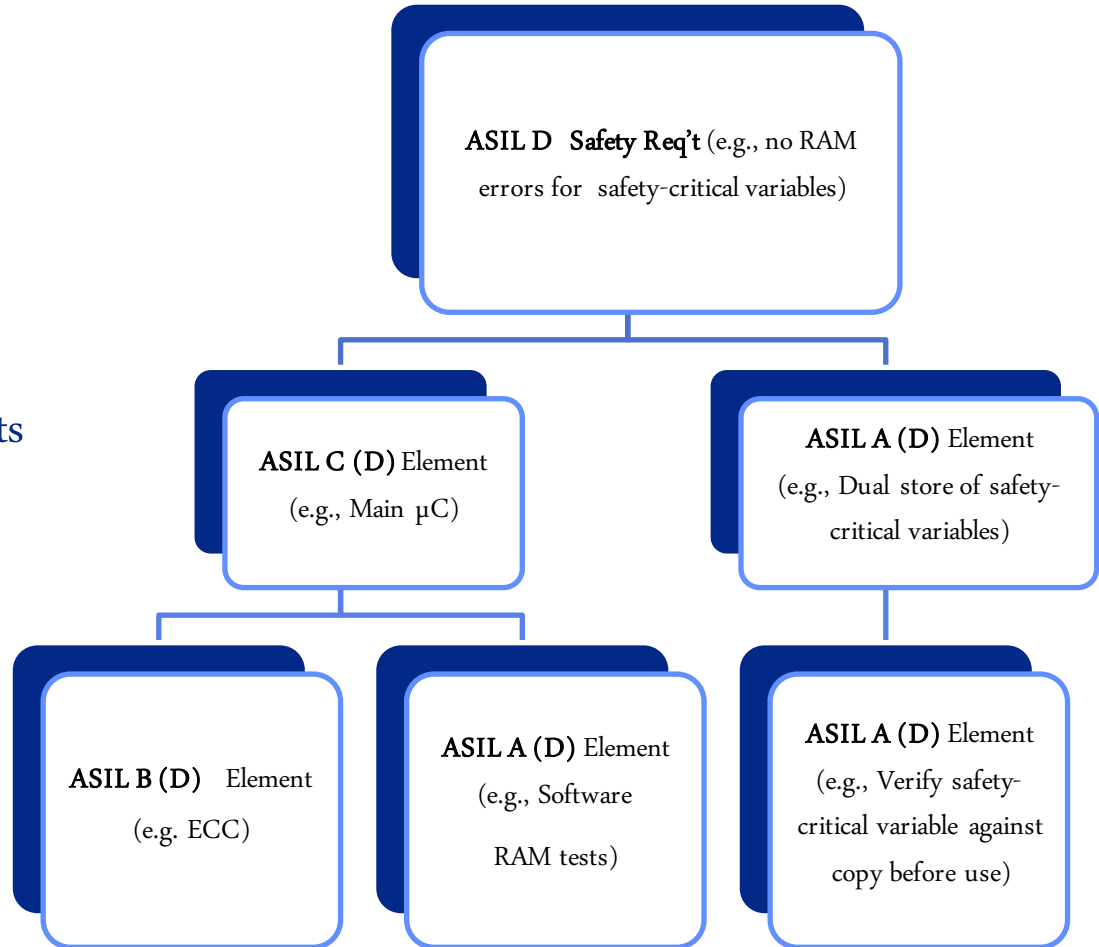 ASIL D Safety Req't (e.g., no RAM
errors for safety-critical variables)
ts
ASIL C (D) Element
(e.g., Main µC)
ASIL A (D) Element
(e.g., Dual store of safety-
critical variables)
ASIL B (D) Element
(e.g. ECC)
ASIL A (D) Element
(e.g., Software
RAM tests)
ASIL A (D) Element
(e.g., Verify safety-
critical variable against
copy before use)